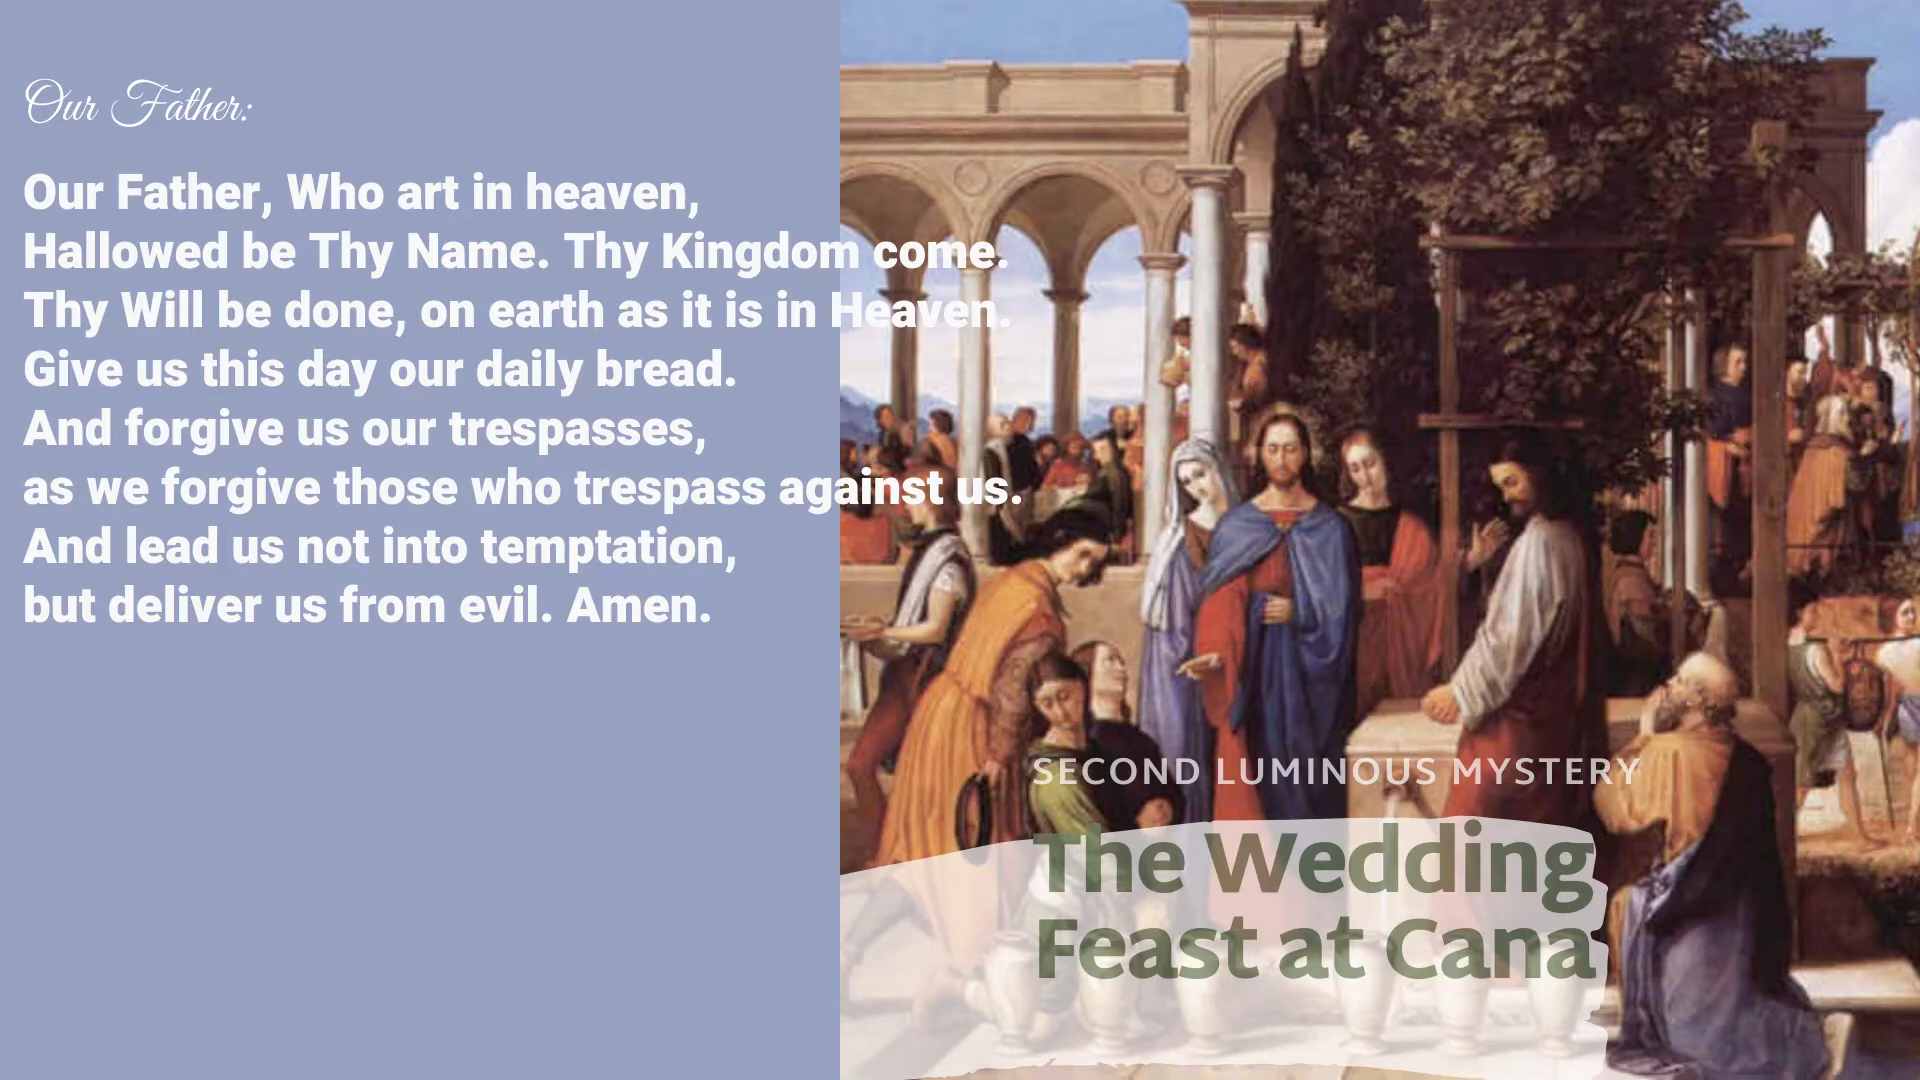 Our Father:
Our Father, Who art in heaven,
Hallowed be Thy Name. Thy Kingdom come.
Thy Will be done, on earth as it is in Heaven.
Give us this day our daily bread.
And forgive us our trespasses,
as we forgive those who trespass against us.
And lead us not into temptation,
but deliver us from evil. Amen.
SECOND LUMINOUS MYSTERY
The Wedding
Feast at Cana